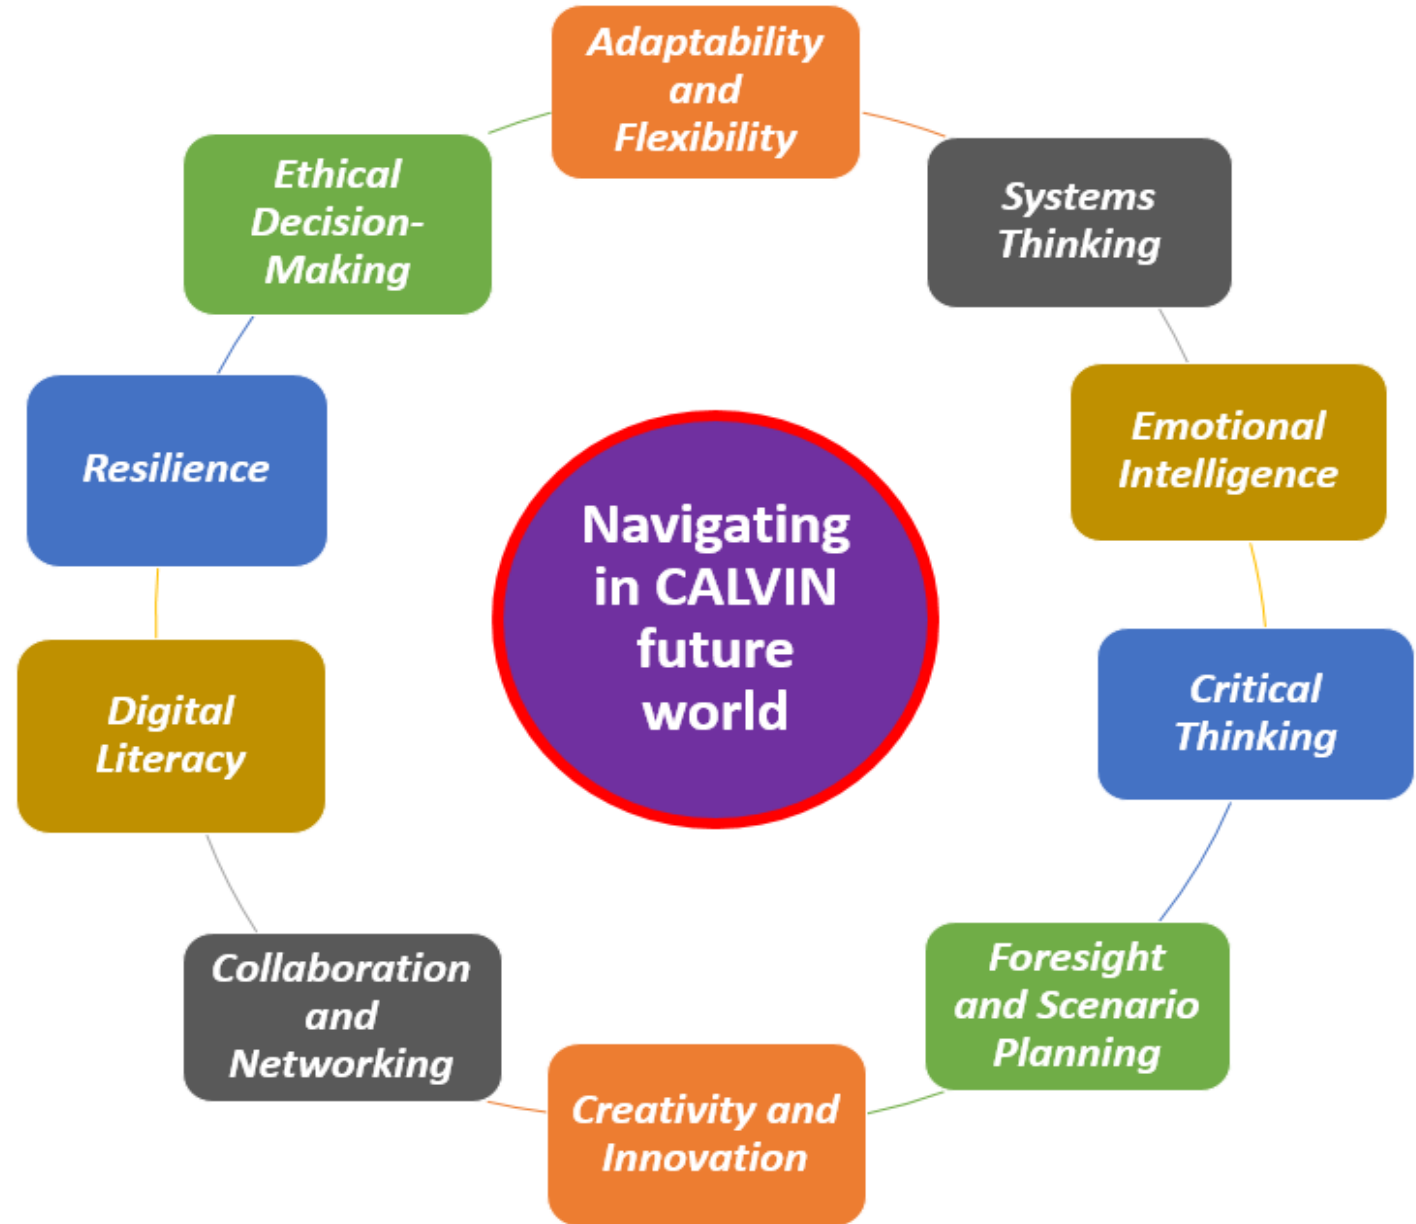 Adaptability
and
Flexibility
Systems
Thinking
Emotional
Intelligence
Critical
Thinking
Foresight
and Scenario
Planning
Creativity and
Innovation
Collaboration
and
Networking
Digital
Literacy
Resilience
Ethical
Decision-
Making
Navigating
in CALVIN
future
world